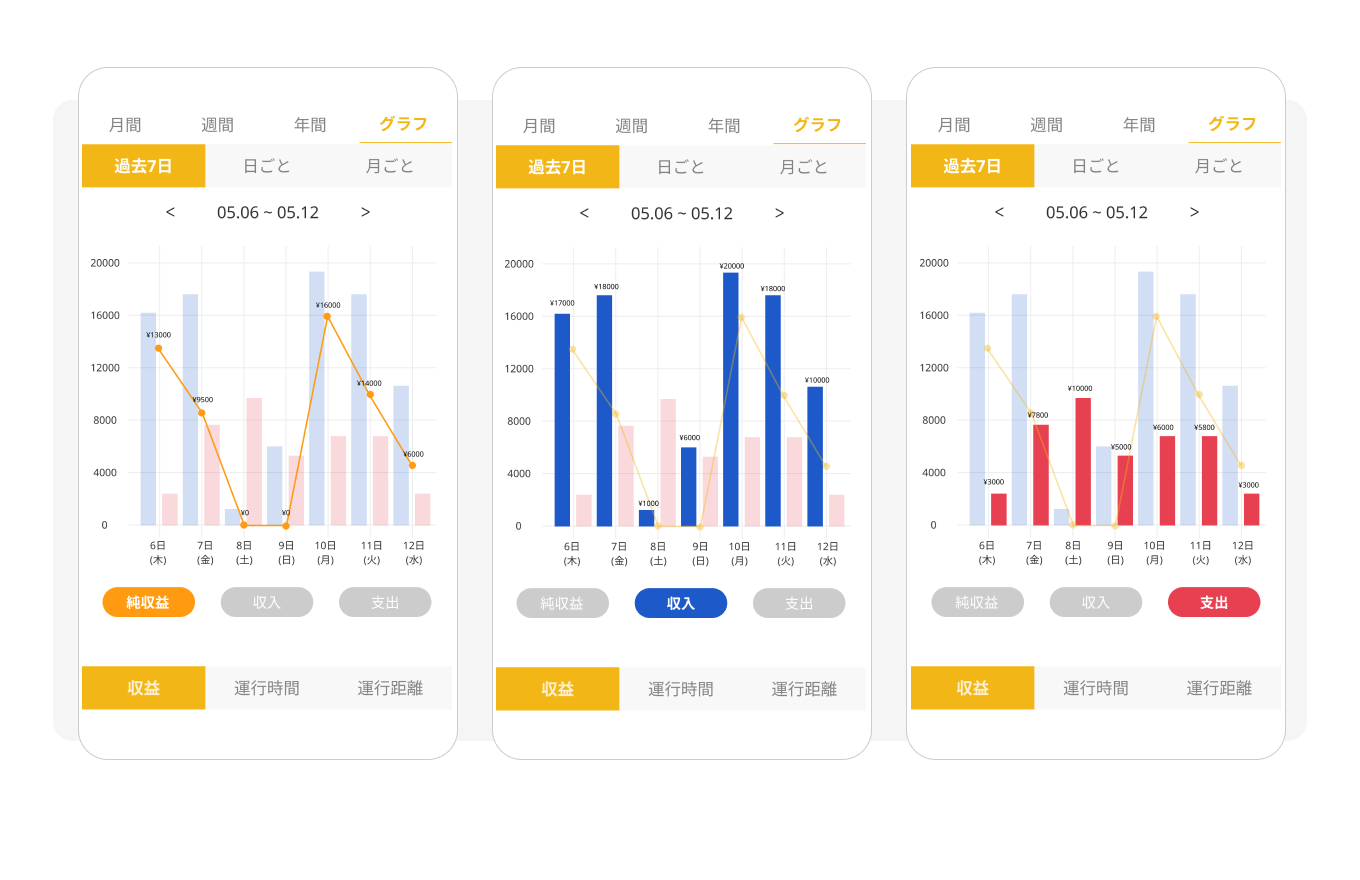 月間 週間 年間 グラフ
過去7日 日ごと 月ごと
< 05.06 ~ 05.12 >
20000
16000
12000
8000
4000
0
¥13000
¥9500
¥0
¥0
¥16000
¥14000
¥6000
6日 7日 8日 9日 10日 11日 12日
(木) (金) (土) (日) (月) (火) (水)
純収益 収入 支出
収益 運行時間 運行距離
月間 週間 年間 グラフ
過去7日 日ごと 月ごと
< 05.06 ~ 05.12 >
20000
16000
12000
8000
4000
0
¥17000
¥18000
¥1000
¥6000
¥20000
¥18000
¥10000
6日 7日 8日 9日 10日 11日 12日
(木) (金) (土) (日) (月) (火) (水)
純収益 収入 支出
収益 運行時間 運行距離
月間 週間 年間 グラフ
過去7日 日ごと 月ごと
< 05.06 ~ 05.12 >
20000
16000
12000
8000
4000
0
¥3000
¥7800
¥10000
¥5000
¥6000
¥5800
¥3000
6日 7日 8日 9日 10日 11日 12日
(木) (金) (土) (日) (月) (火) (水)
純収益 収入 支出
収益 運行時間 運行距離